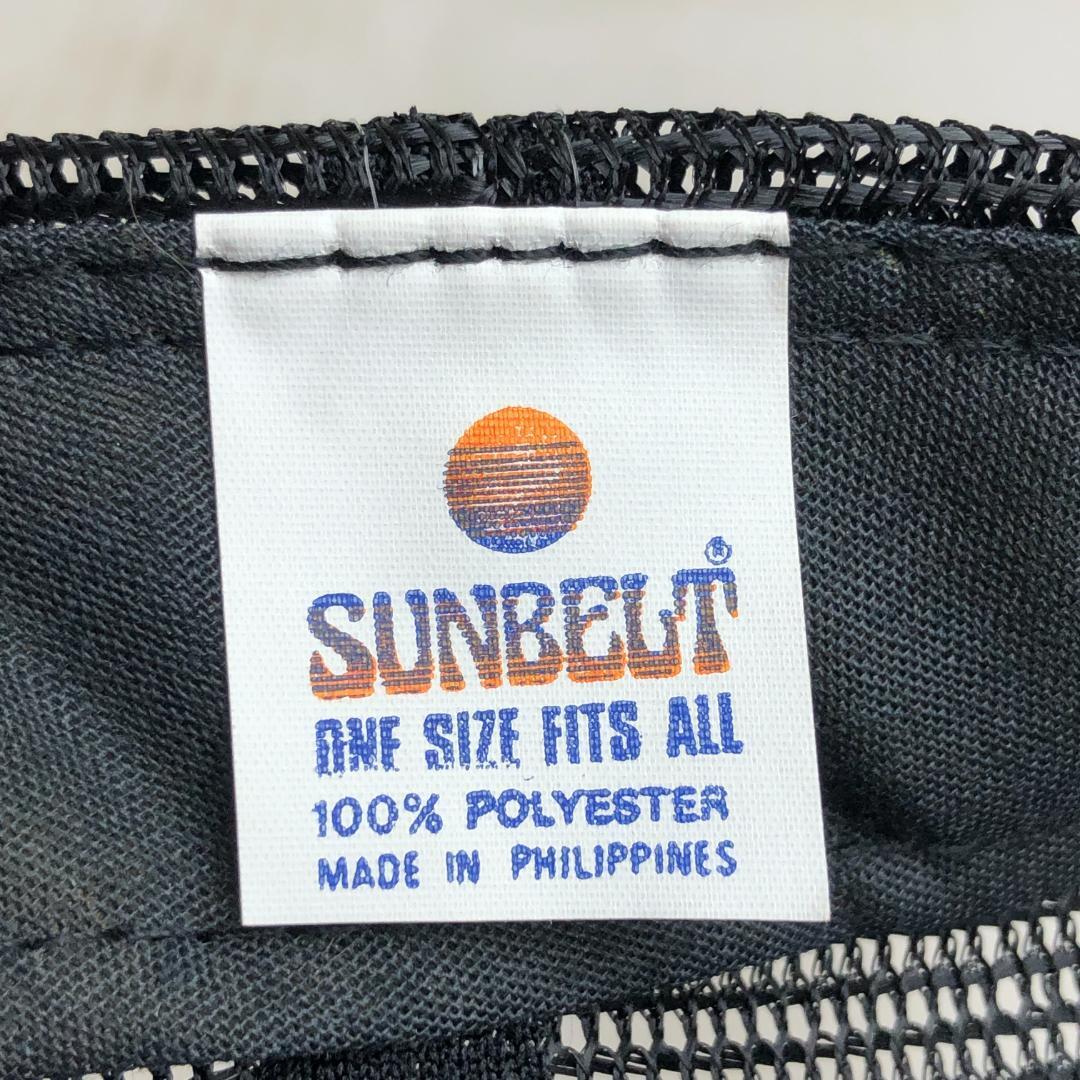 SUNBELT®
ONE SIZE FITS ALL
100% POLYESTER
MADE IN PHILIPPINES